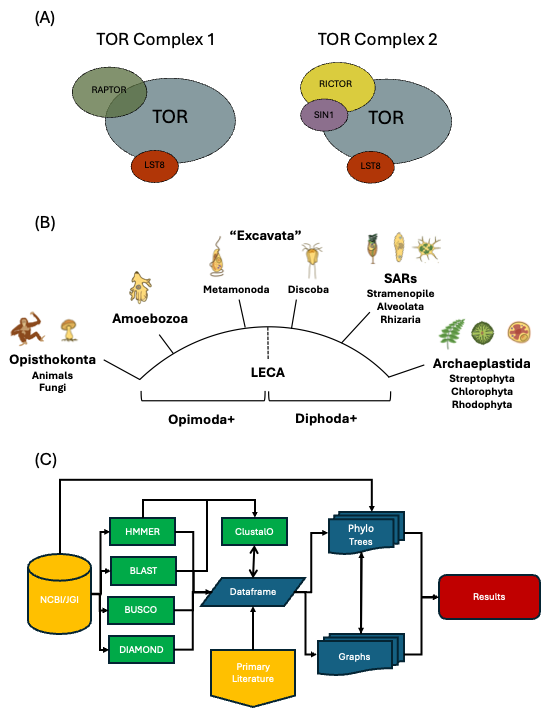 (A)
TOR Complex 1
TOR Complex 2
RAPTOR
TOR
LST8
RICTOR
SIN1
TOR
LST8
(B)
“Excavata”
Metamonoda
Discoba
SARs
Stramenopile
Alveolata
Rhizaria
Amoebozoa
Opisthokonta
Animals
Fungi
Archaeplastida
Streptophyta
Chlorophyta
Rhodophyta
LECA
Opimoda+
Diphoda+
(C)
NCBI/JGI
HMMER
BLAST
BUSCO
DIAMOND
ClustalO
Dataframe
Primary
Literature
Phylo
Trees
Graphs
Results